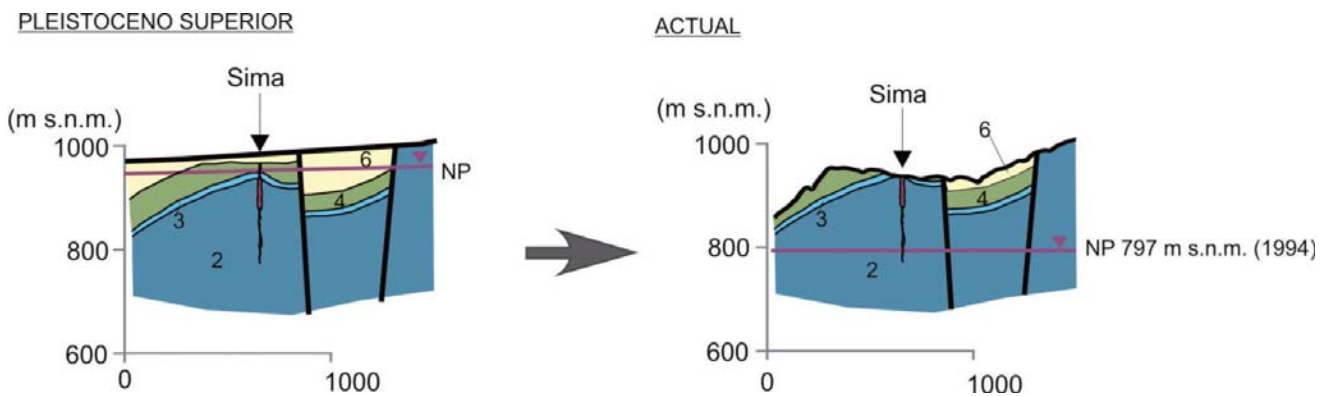 PLEISTOCENO SUPERIOR
Sima
(m s.n.m.)
1000
800
600
0
1000
6
NP
4
3
2
ACTUAL
Sima
(m s.n.m.)
1000
800
600
0
1000
6
4
3
2
NP 797 m s.n.m. (1994)